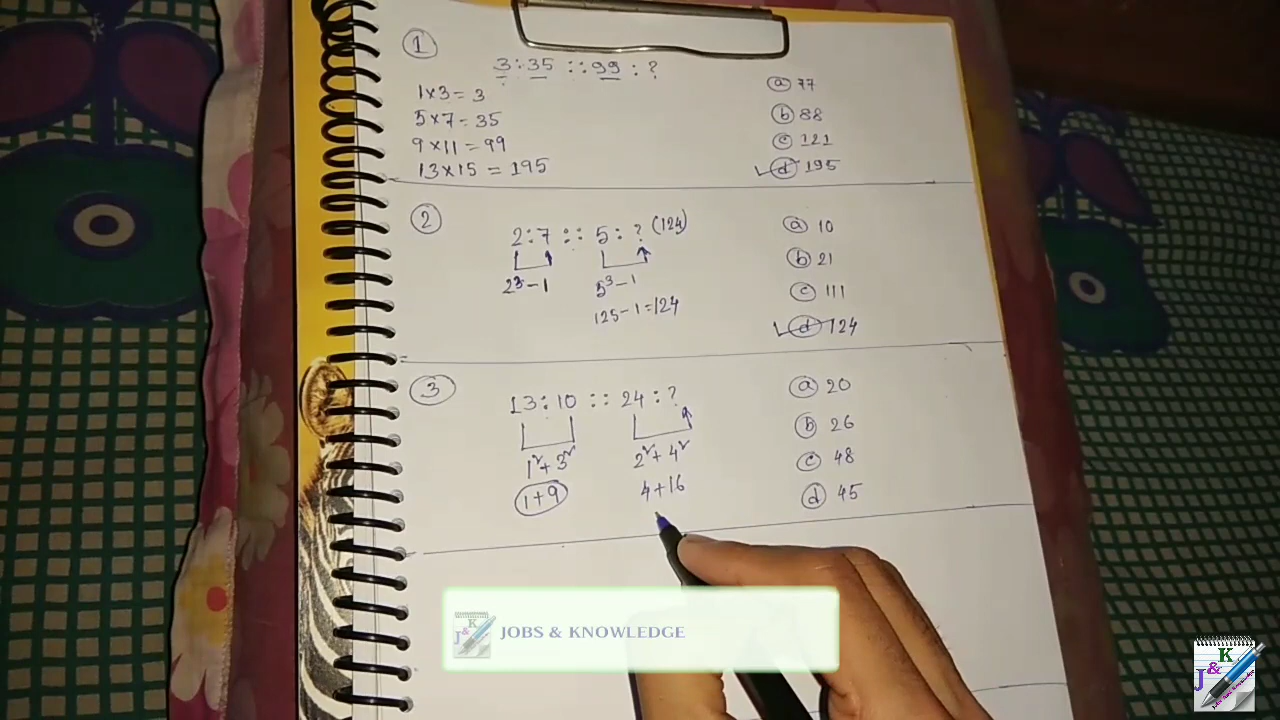 ①
3 : 35 :: 99 : ?
1×3 = 3
5×7 = 35
9×11 = 99
13×15 = 195
ⓐ 77
ⓑ 88
ⓒ 121
ⓓ 195
②
2 : 7 :: 5 : ? (124)
2³-1 5³-1
125-1=124
ⓐ 10
ⓑ 21
ⓒ 111
ⓓ 124
③
13 : 10 :: 24 : ?
1²+3² 2²+4²
1+9 4+16
ⓐ 20
ⓑ 26
ⓒ 48
ⓓ 45
J&K JOBS & KNOWLEDGE
J&K